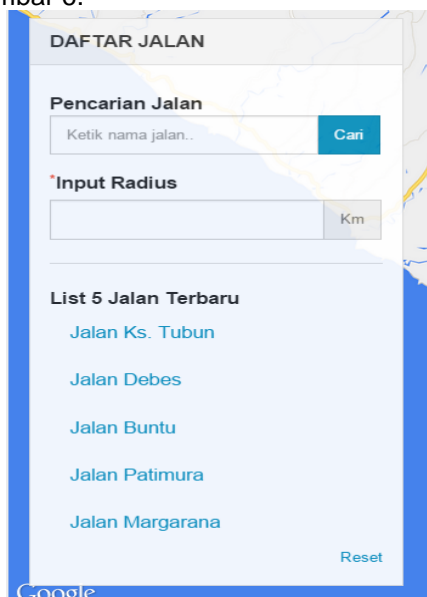 DAFTAR JALAN
Pencarian Jalan
Ketik nama jalan..
Cari
*Input Radius
Km
List 5 Jalan Terbaru
Jalan Ks. Tubun
Jalan Debes
Jalan Buntu
Jalan Patimura
Jalan Margarana
Reset
Google